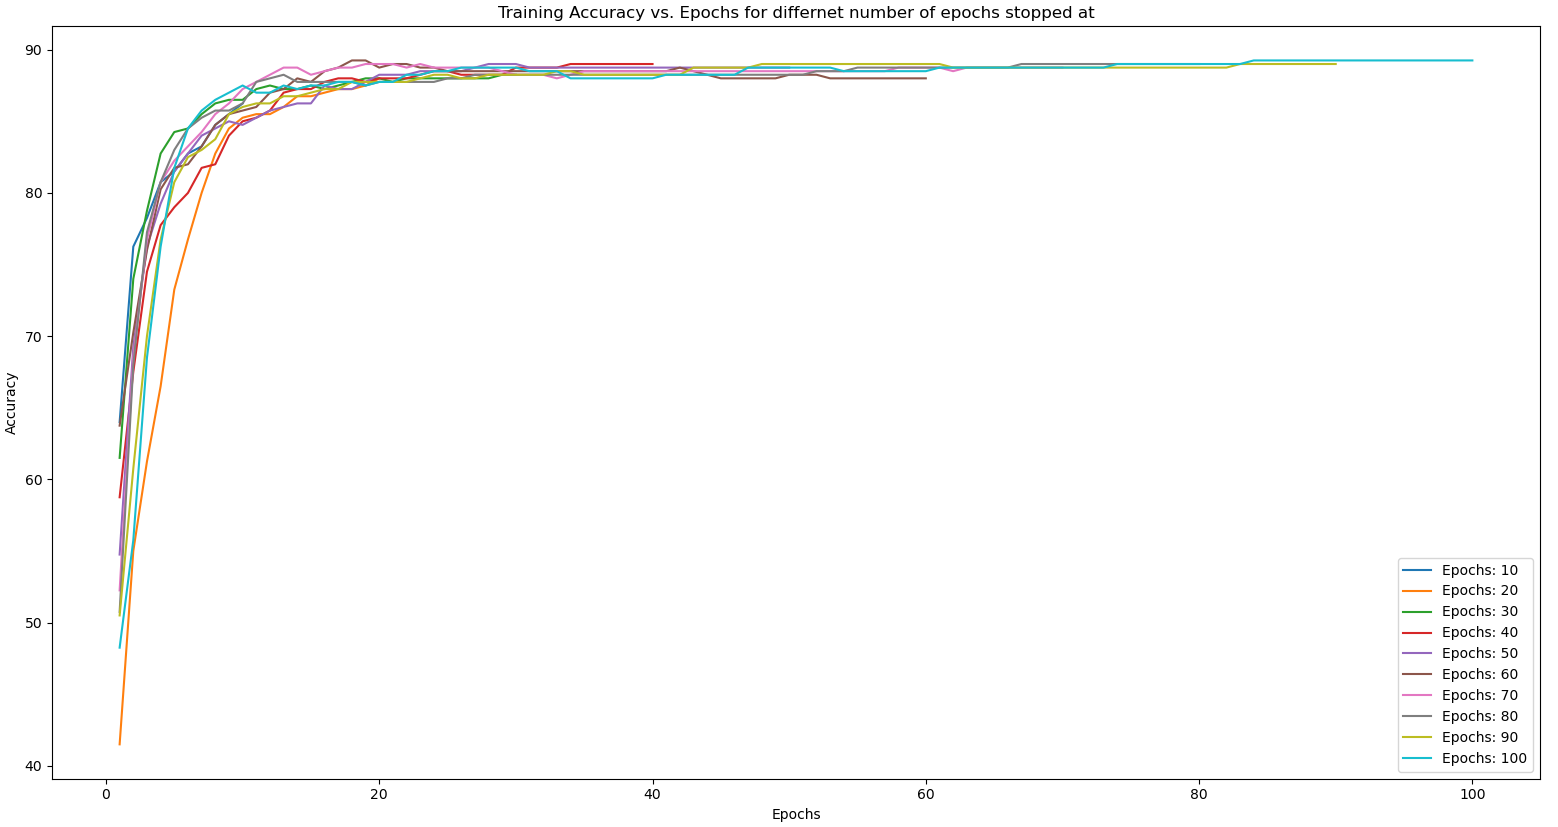 Training Accuracy vs. Epochs for differnet number of epochs stopped at
90
80
70
60
50
40
Accuracy
0 20 40 60 80 100
Epochs
Epochs: 10
Epochs: 20
Epochs: 30
Epochs: 40
Epochs: 50
Epochs: 60
Epochs: 70
Epochs: 80
Epochs: 90
Epochs: 100